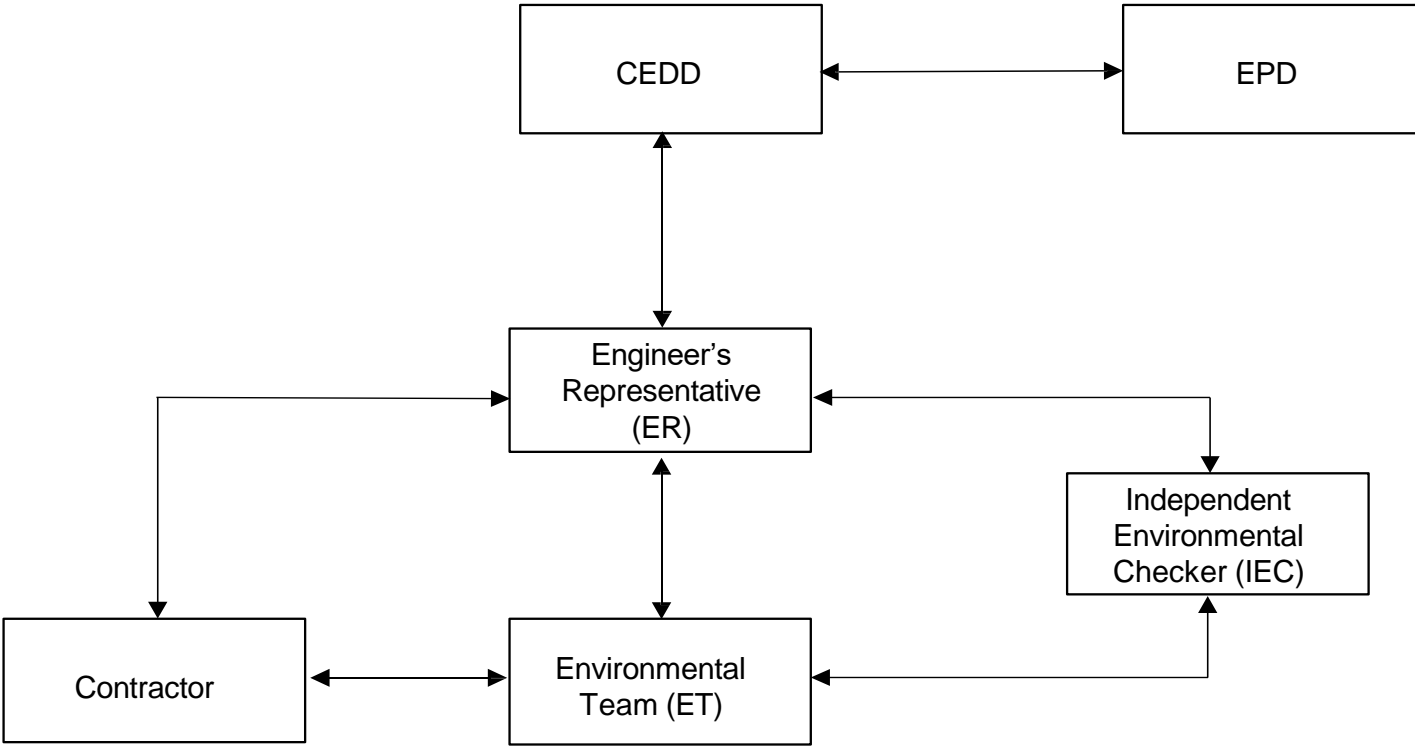 CEDD
EPD
Engineer’s
Representative
(ER)
Independent
Environmental
Checker (IEC)
Contractor
Environmental
Team (ET)